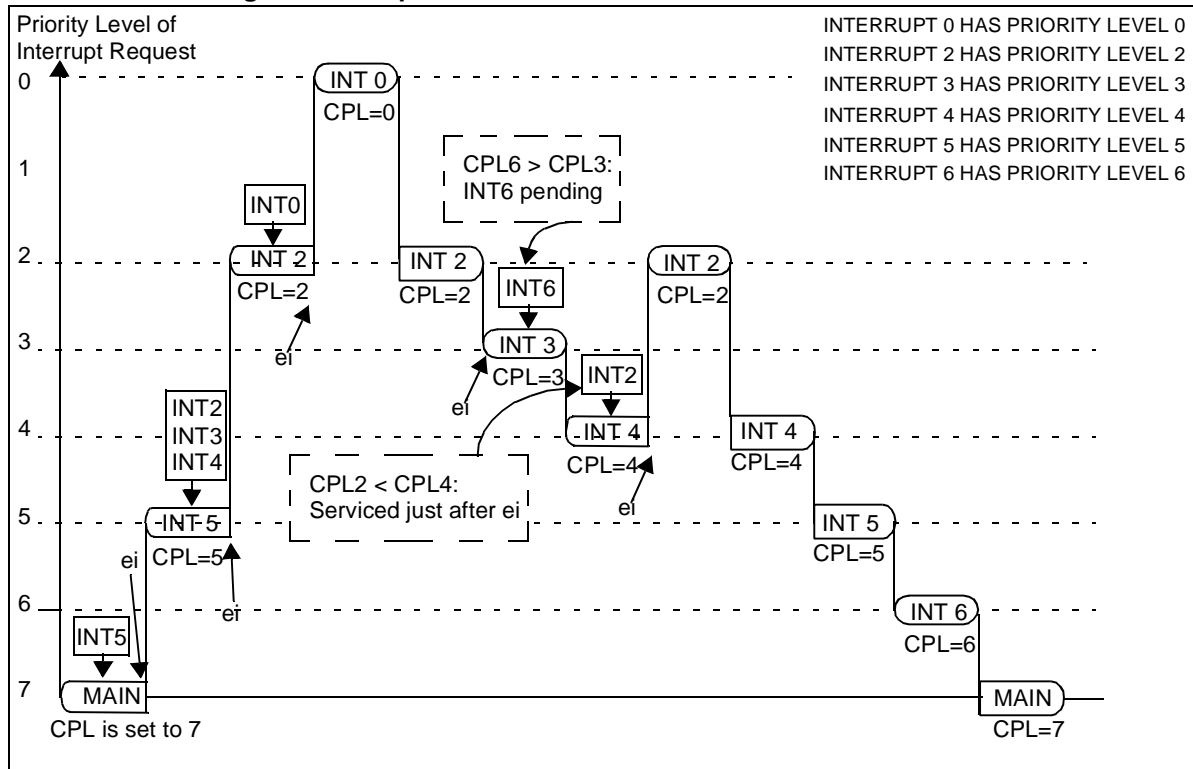 Priority Level of
Interrupt Request
INTERRUPT 0 HAS PRIORITY LEVEL 0
INTERRUPT 2 HAS PRIORITY LEVEL 2
INTERRUPT 3 HAS PRIORITY LEVEL 3
INTERRUPT 4 HAS PRIORITY LEVEL 4
INTERRUPT 5 HAS PRIORITY LEVEL 5
INTERRUPT 6 HAS PRIORITY LEVEL 6
0
INT 0
CPL=0
1
CPL6 > CPL3:
INT6 pending
INT0
2
INT 2
CPL=2
INT 2
CPL=2
INT 2
CPL=2
INT6
ei
3
INT 3
CPL=3
ei
INT2
INT2
INT3
INT4
4
INT 4
CPL=4
INT 4
CPL=4
CPL2 < CPL4:
Serviced just after ei
ei
5
INT 5
CPL=5
INT 5
CPL=5
ei
ei
6
INT 6
CPL=6
INT5
7
MAIN
CPL is set to 7
MAIN
CPL=7